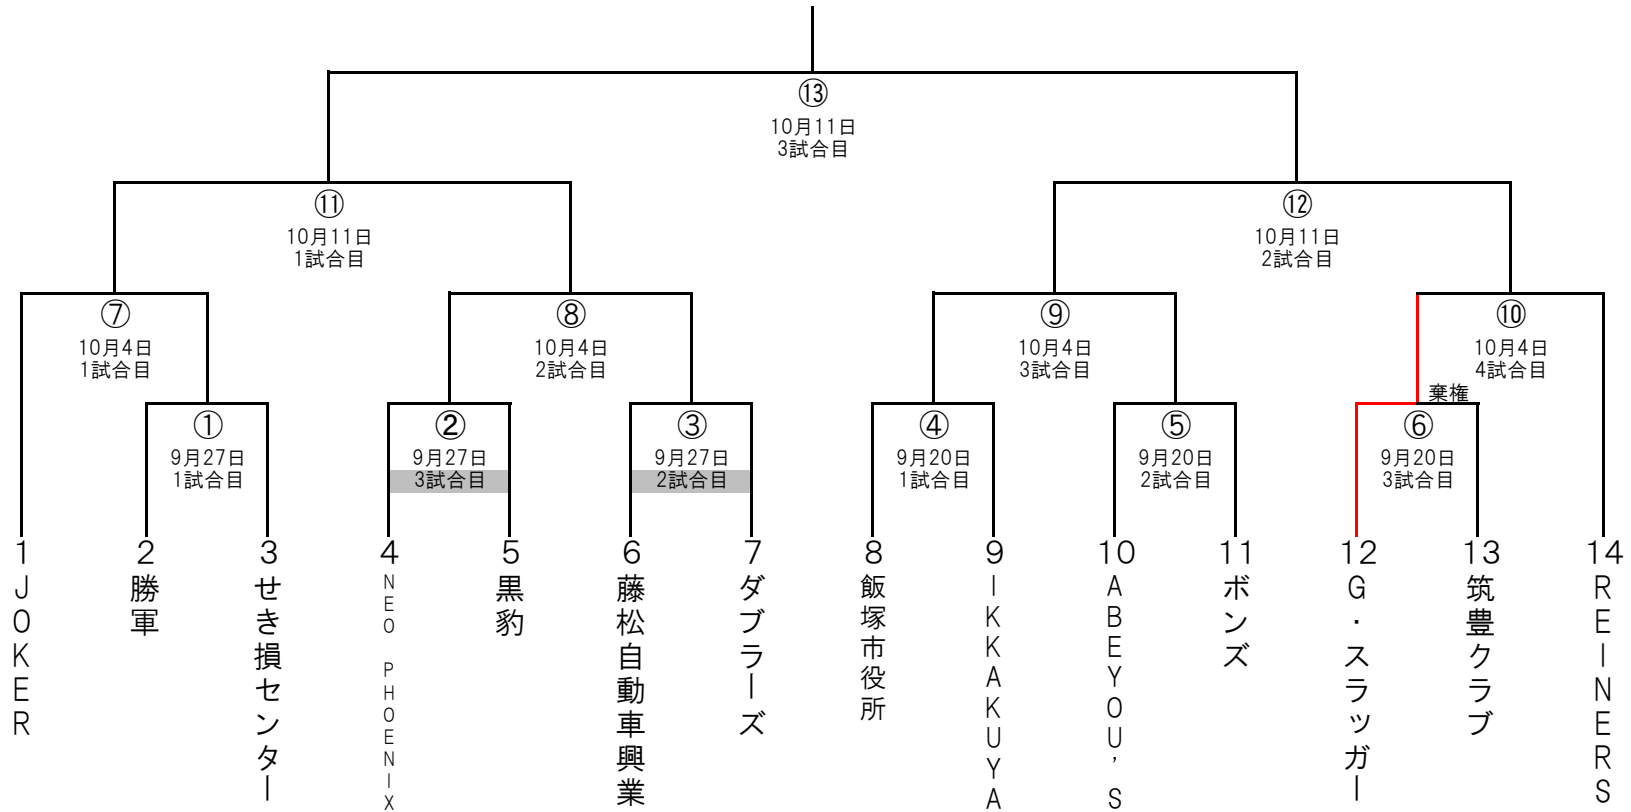 ⑬
10月11日
3試合目
⑪
10月11日
1試合目
⑫
10月11日
2試合目
⑦
10月4日
1試合目
⑧
10月4日
2試合目
⑨
10月4日
3試合目
⑩
10月4日
4試合目
棄権
①
9月27日
1試合目
②
9月27日
3試合目
③
9月27日
2試合目
④
9月20日
1試合目
⑤
9月20日
2試合目
⑥
9月20日
3試合目
1
JOKER
2
勝軍
3
せき損センター
4
NEO PHOENIX
5
黒豹
6
藤松自動車興業
7
ダブラーズ
8
飯塚市役所
9
IKKAKUYA
10
ABEYOU'S
11
ボンズ
12
G・スラッガー
13
筑豊クラブ
14
REINERS